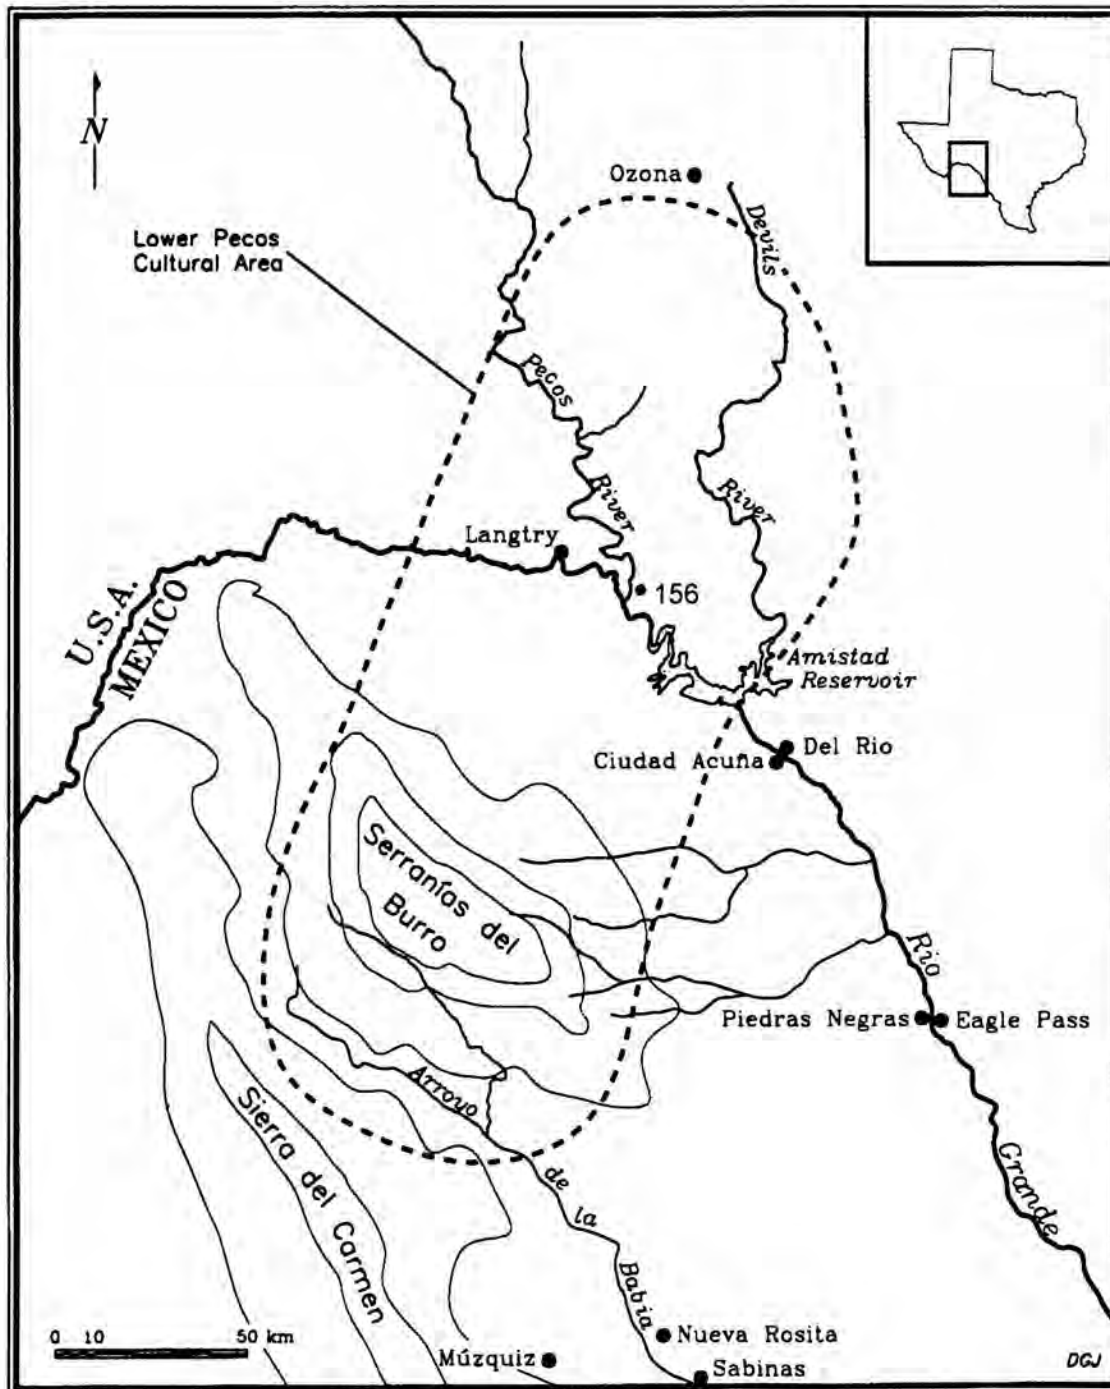 N
Ozona
Lower Pecos
Cultural Area
Devils
River
Pecos
River
Langtry
156
U.S.A.
MEXICO
Amistad
Reservoir
Del Rio
Ciudad Acuña
Serranías del
Burro
Rio
Grande
Piedras Negras
Eagle Pass
Arroyo
de
la
Babia
Sierra del Carmen
0 10 50 km
Nueva Rosita
Múzquiz
Sabinas
DGJ